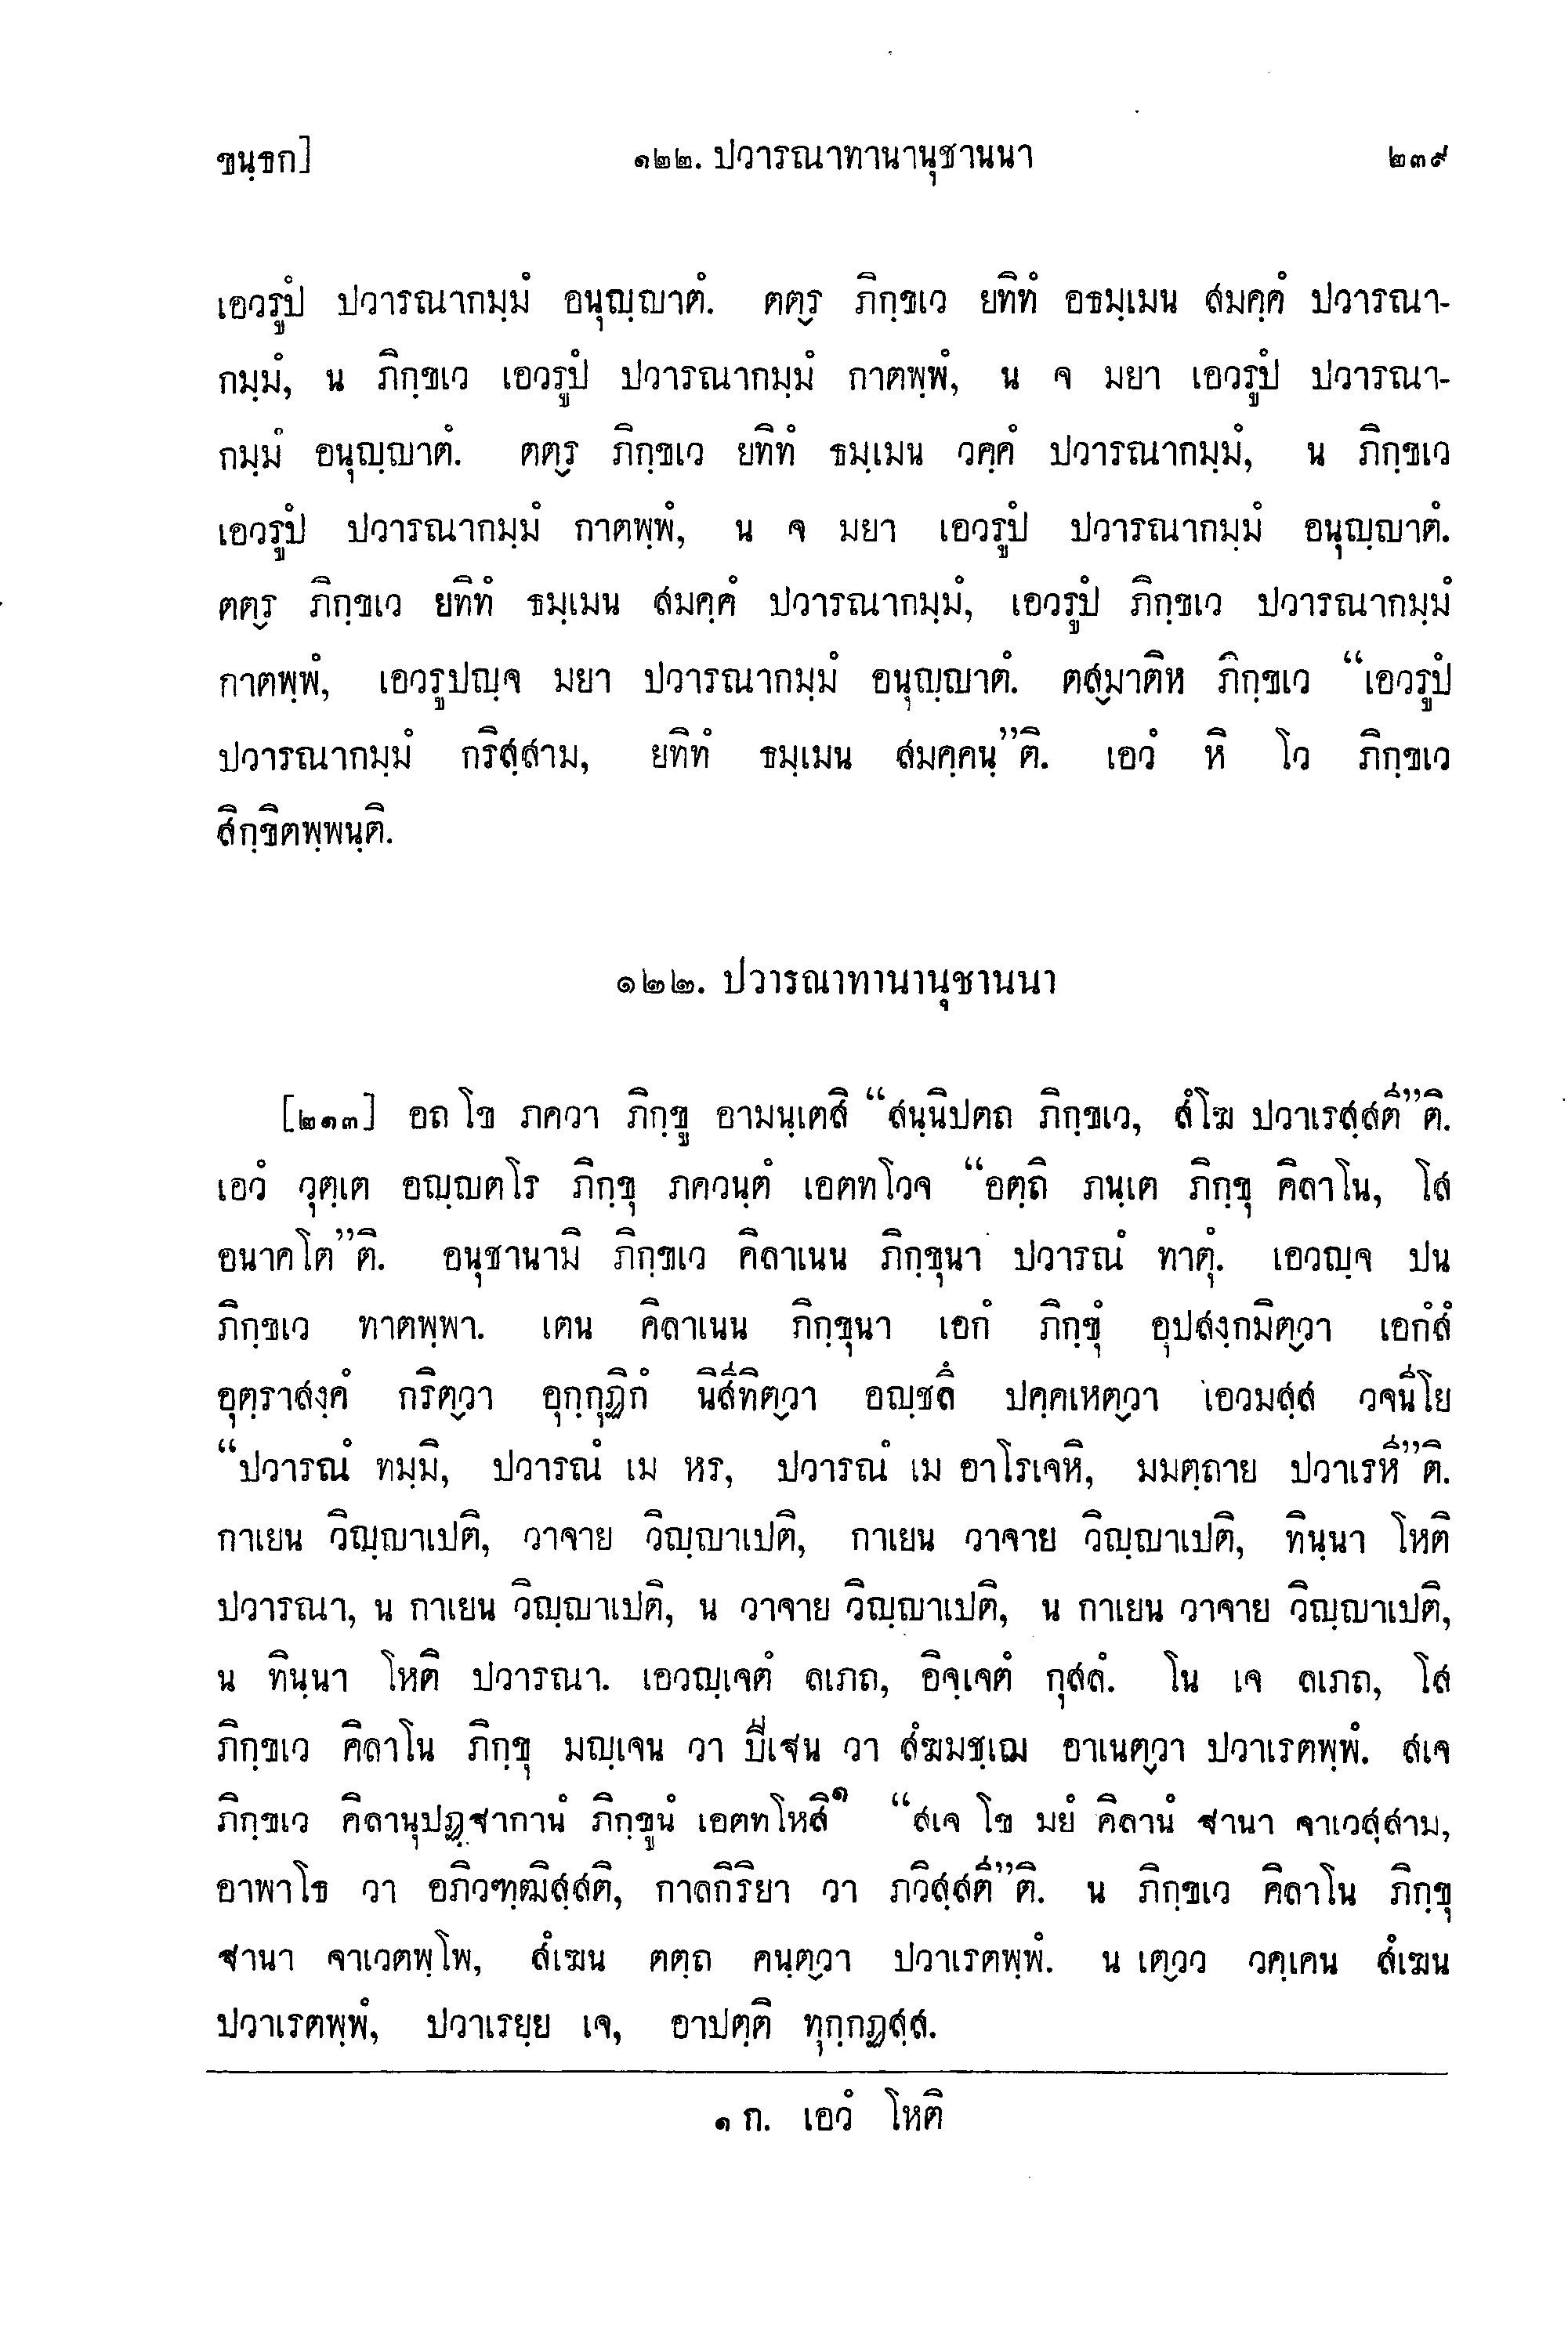 ขนฺธก]
๑๒๒. ปวารณาทานานุชานนา
๒๓๙
เอวรูปํ ปวารณากมฺมํ อนุญฺญาตํ. ตตฺร ภิกฺขเว ยทิทํ อธมฺเมน สมคฺคํ ปวารณา-
กมฺมํ, น ภิกฺขเว เอวรูปํ ปวารณากมฺมํ กาตพฺพํ, น จ มยา เอวรูปํ ปวารณา-
กมฺมํ อนุญฺญาตํ. ตตฺร ภิกฺขเว ยทิทํ ธมฺเมน วคฺคํ ปวารณากมฺมํ, น ภิกฺขเว
เอวรูปํ ปวารณากมฺมํ กาตพฺพํ, น จ มยา เอวรูปํ ปวารณากมฺมํ อนุญฺญาตํ.
ตตฺร ภิกฺขเว ยทิทํ ธมฺเมน สมคฺคํ ปวารณากมฺมํ, เอวรูปํ ภิกฺขเว ปวารณากมฺมํ
กาตพฺพํ, เอวรูปญฺจ มยา ปวารณากมฺมํ อนุญฺญาตํ. ตสฺมาติห ภิกฺขเว “เอวรูปํ
ปวารณากมฺมํ กริสฺสาม, ยทิทํ ธมฺเมน สมคฺคนฺ”ติ. เอวํ หิ โว ภิกฺขเว
สิกฺขิตพฺพนฺติ.
๑๒๒. ปวารณาทานานุชานนา
[๒๑๓] อถ โข ภควา ภิกฺขู อามนฺเตสิ “สนฺนิปตถ ภิกฺขเว, สํโฆ ปวาเรสฺสตี”ติ.
เอวํ วุตฺเต อญฺญตโร ภิกฺขุ ภควนฺตํ เอตทโวจ “อตฺถิ ภนฺเต ภิกฺขุ คิลาโน, โส
อนาคโต”ติ. อนุชานามิ ภิกฺขเว คิลาเนน ภิกฺขุนา ปวารณํ ทาตุํ. เอวญฺจ ปน
ภิกฺขเว ทาตพฺพา. เตน คิลาเนน ภิกฺขุนา เอกํ ภิกฺขุํ อุปสงฺกมิตฺวา เอกํสํ
อุตฺราสงฺคํ กริตฺวา อุกฺกุฏิกํ นิสีทิตฺวา อญฺชลิํ ปคฺคเหตฺวา เอวมสฺส วจนีโย
“ปวารณํ ทมฺมิ, ปวารณํ เม หร, ปวารณํ เม อาโรเจหิ, มมตฺถาย ปวาเรหี”ติ.
กาเยน วิญฺญาเปติ, วาจาย วิญฺญาเปติ, กาเยน วาจาย วิญฺญาเปติ, ทินฺนา โหติ
ปวารณา, น กาเยน วิญฺญาเปติ, น วาจาย วิญฺญาเปติ, น กาเยน วาจาย วิญฺญาเปติ,
น ทินฺนา โหติ ปวารณา. เอวญฺเจตํ ลเภถ, อิจฺเจตํ กุสลํ. โน เจ ลเภถ, โส
ภิกฺขเว คิลาโน ภิกฺขุ มญฺเจน วา ปีเฐน วา สํฆมชฺเฌ อาเนตฺวา ปวาเรตพฺพํ. สเจ
ภิกฺขเว คิลานุปฏฺฐากานํ ภิกฺขูนํ เอตทโหสิ๑ “สเจ โข มยํ คิลานํ ฐานา จาเวสฺสาม,
อาพาโธ วา อภิวฑฺฒิสฺสติ, กาลกิริยา วา ภวิสฺสตี”ติ. น ภิกฺขเว คิลาโน ภิกฺขุ
ฐานา จาเวตพฺโพ, สํเฆน ตตฺถ คนฺตฺวา ปวาเรตพฺพํ. น เตฺวว วคฺเคน สํเฆน
ปวาเรตพฺพํ, ปวาเรยฺย เจ, อาปตฺติ ทุกฺกฏสฺส.
๑ ก. เอวํ โหติ